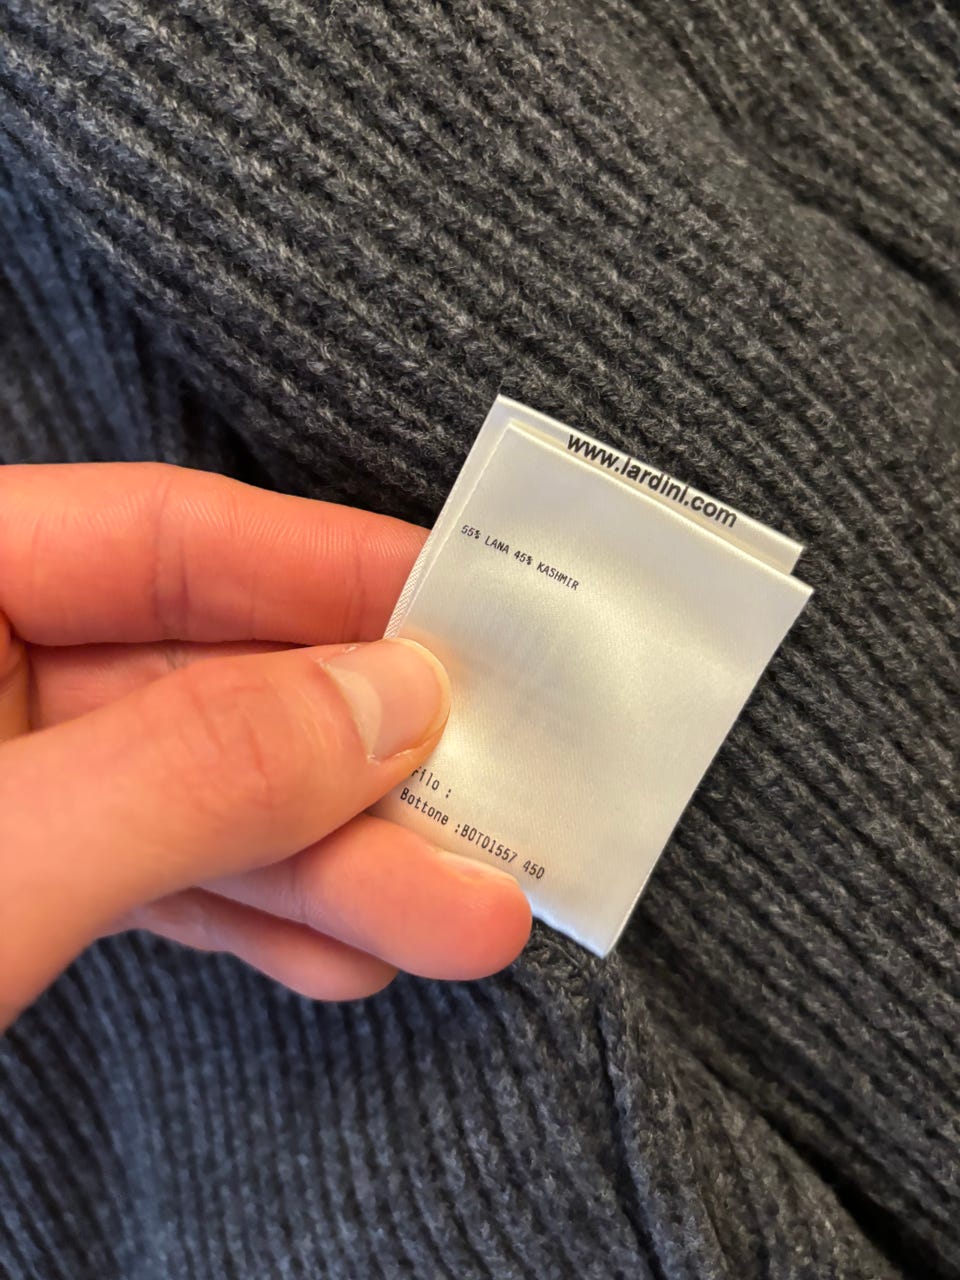 www.lardini.com
55% LANA 45% KASHMIR
Filo :
Bottone :BOT01557 450